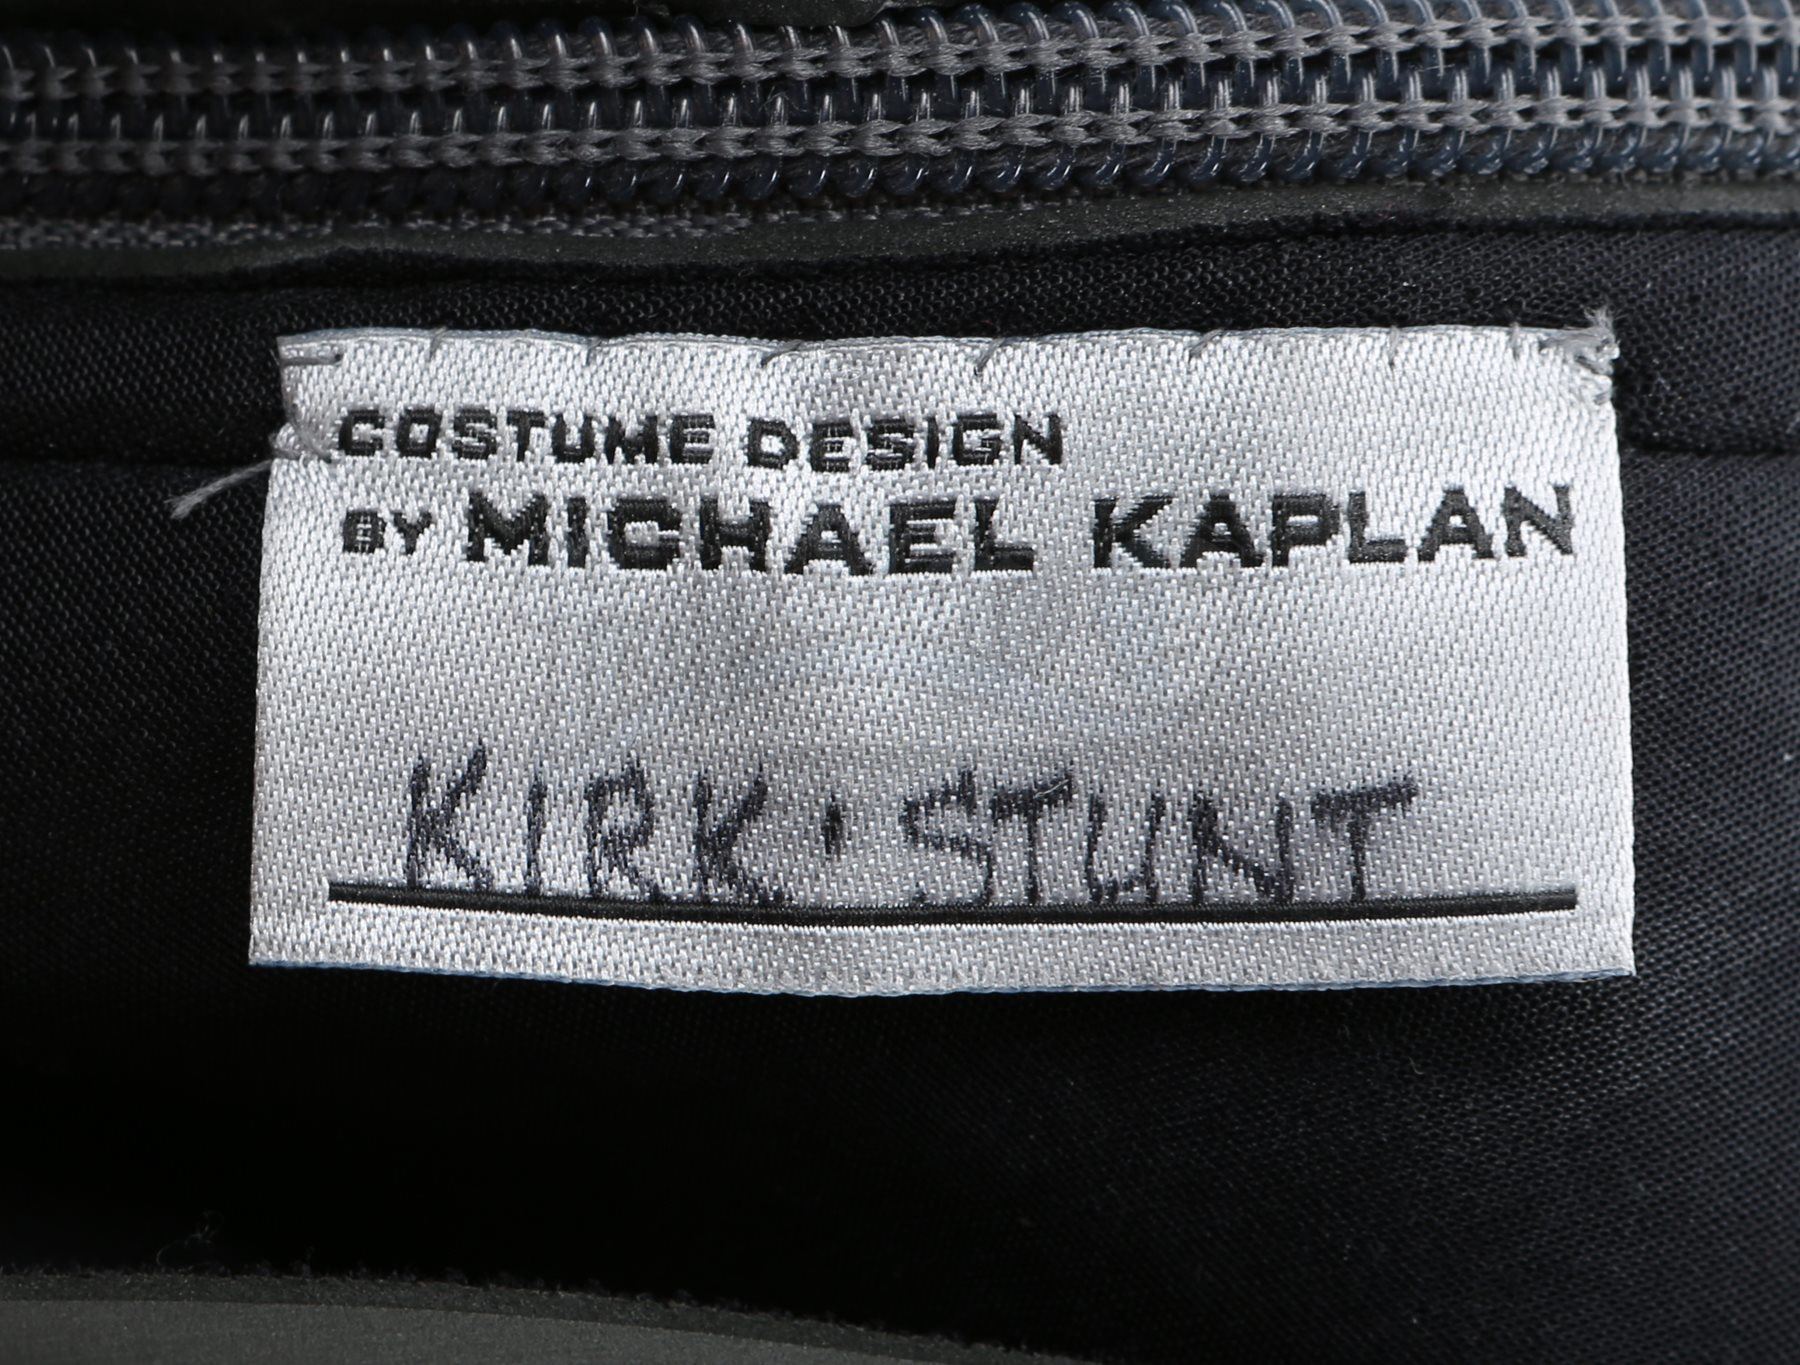 COSTUME DESIGN
BY MICHAEL KAPLAN
KIRK · STUNT